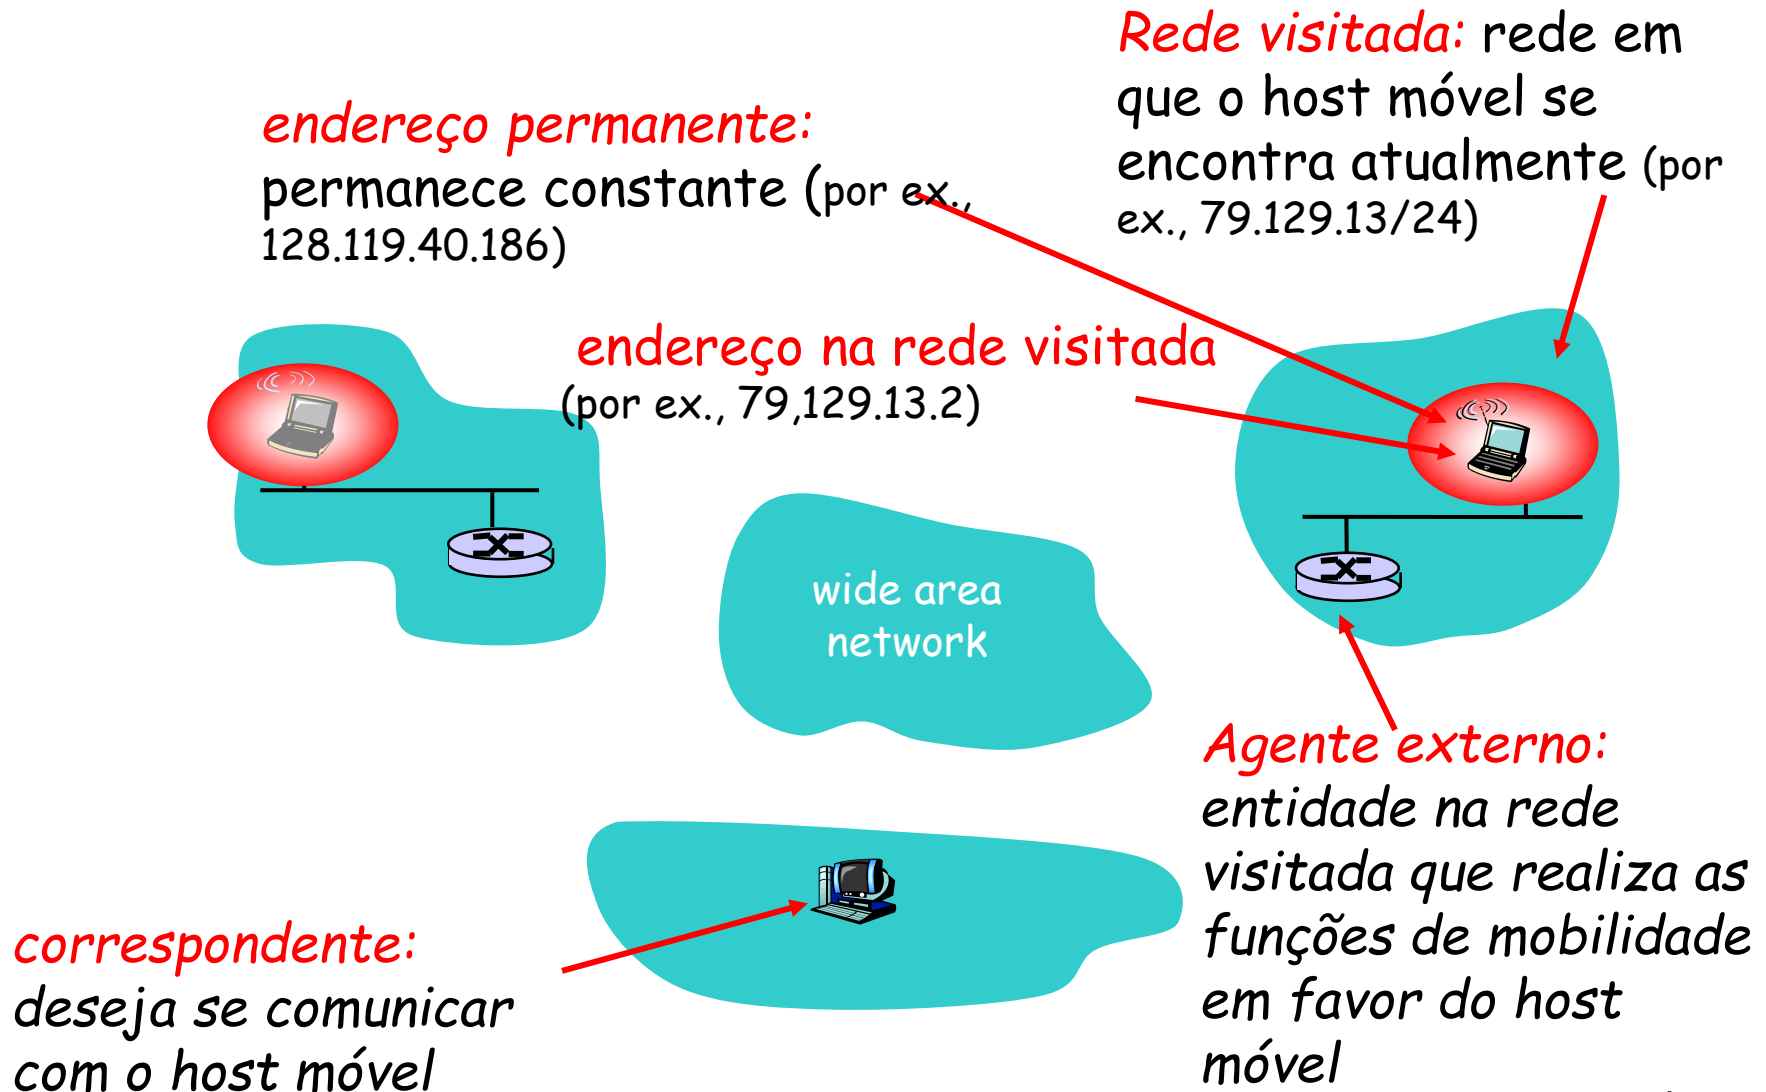 Rede visitada: rede em
que o host móvel se
encontra atualmente (por
ex., 79.129.13/24)
endereço permanente:
permanece constante (por ex.,
128.119.40.186)
endereço na rede visitada
(por ex., 79,129.13.2)
wide area
network
Agente externo:
entidade na rede
visitada que realiza as
funções de mobilidade
em favor do host
móvel
correspondente:
deseja se comunicar
com o host móvel